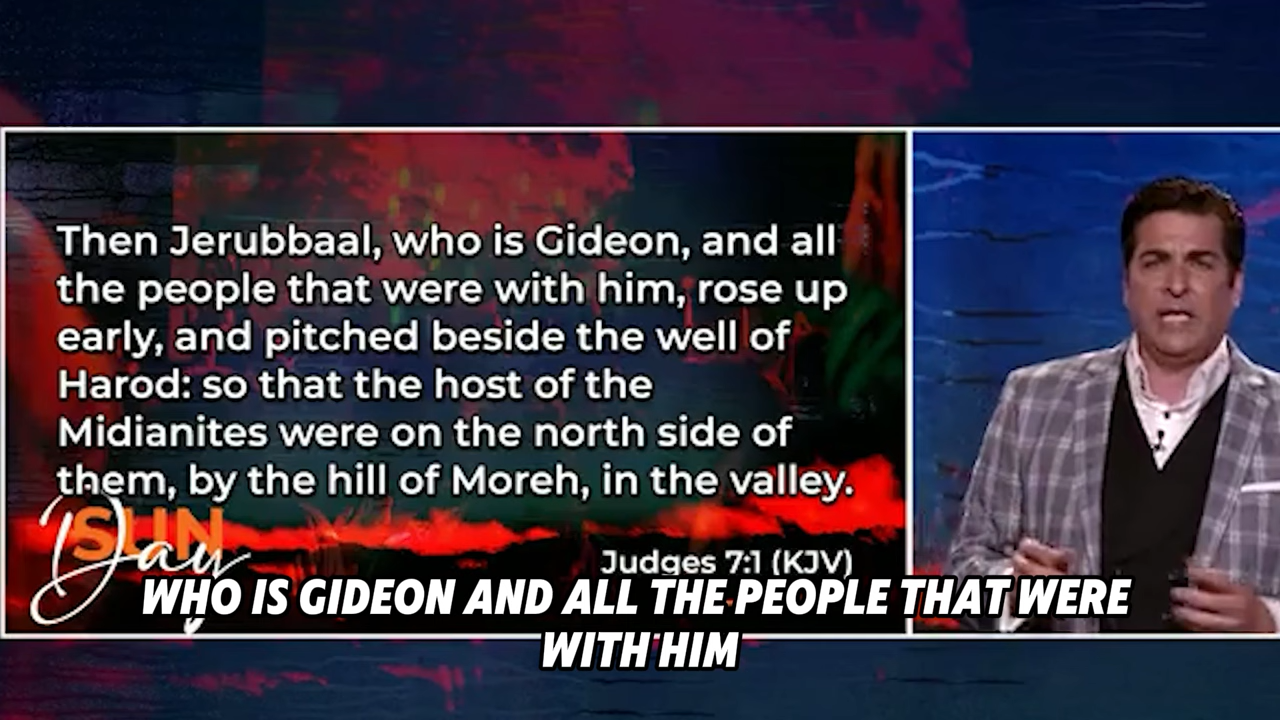 Then Jerubbaal, who is Gideon, and all
the people that were with him, rose up
early, and pitched beside the well of
Harod: so that the host of the
Midianites were on the north side of
them, by the hill of Moreh, in the valley.
SUN
Day
Judges 7:1 (KJV)
WHO IS GIDEON AND ALL THE PEOPLE THAT WERE
WITH HIM